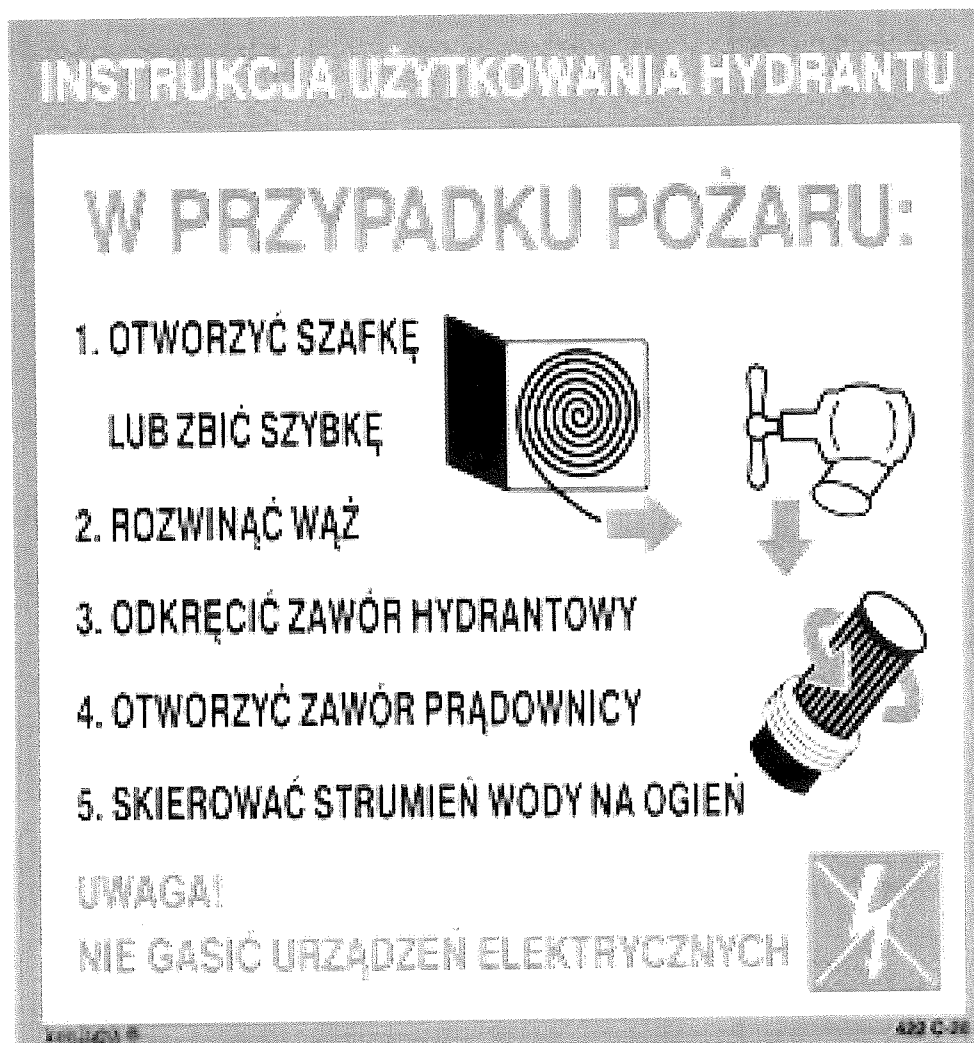 INSTRUKCJA UŻYTKOWANIA HYDRANTU
W PRZYPADKU POŻARU:
1. OTWORZYĆ SZAFKĘ
LUB ZBIĆ SZYBKĘ
2. ROZWINĄĆ WĄŻ
3. ODKRĘCIĆ ZAWÓR HYDRANTOWY
4. OTWORZYĆ ZAWÓR PRĄDOWNICY
5. SKIEROWAĆ STRUMIEŃ WODY NA OGIEŃ
UWAGA!
NIE GASIĆ URZĄDZEŃ ELEKTRYCZNYCH